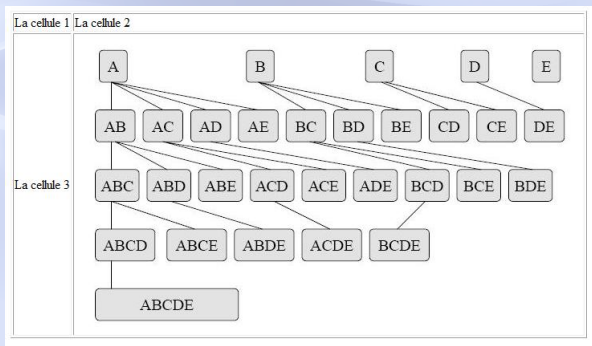 La cellule 1 La cellule 2
A B C D E
AB AC AD AE BC BD BE CD CE DE
La cellule 3
ABC ABD ABE ACD ACE ADE BCD BCE BDE
ABCD ABCE ABDE ACDE BCDE
ABCDE